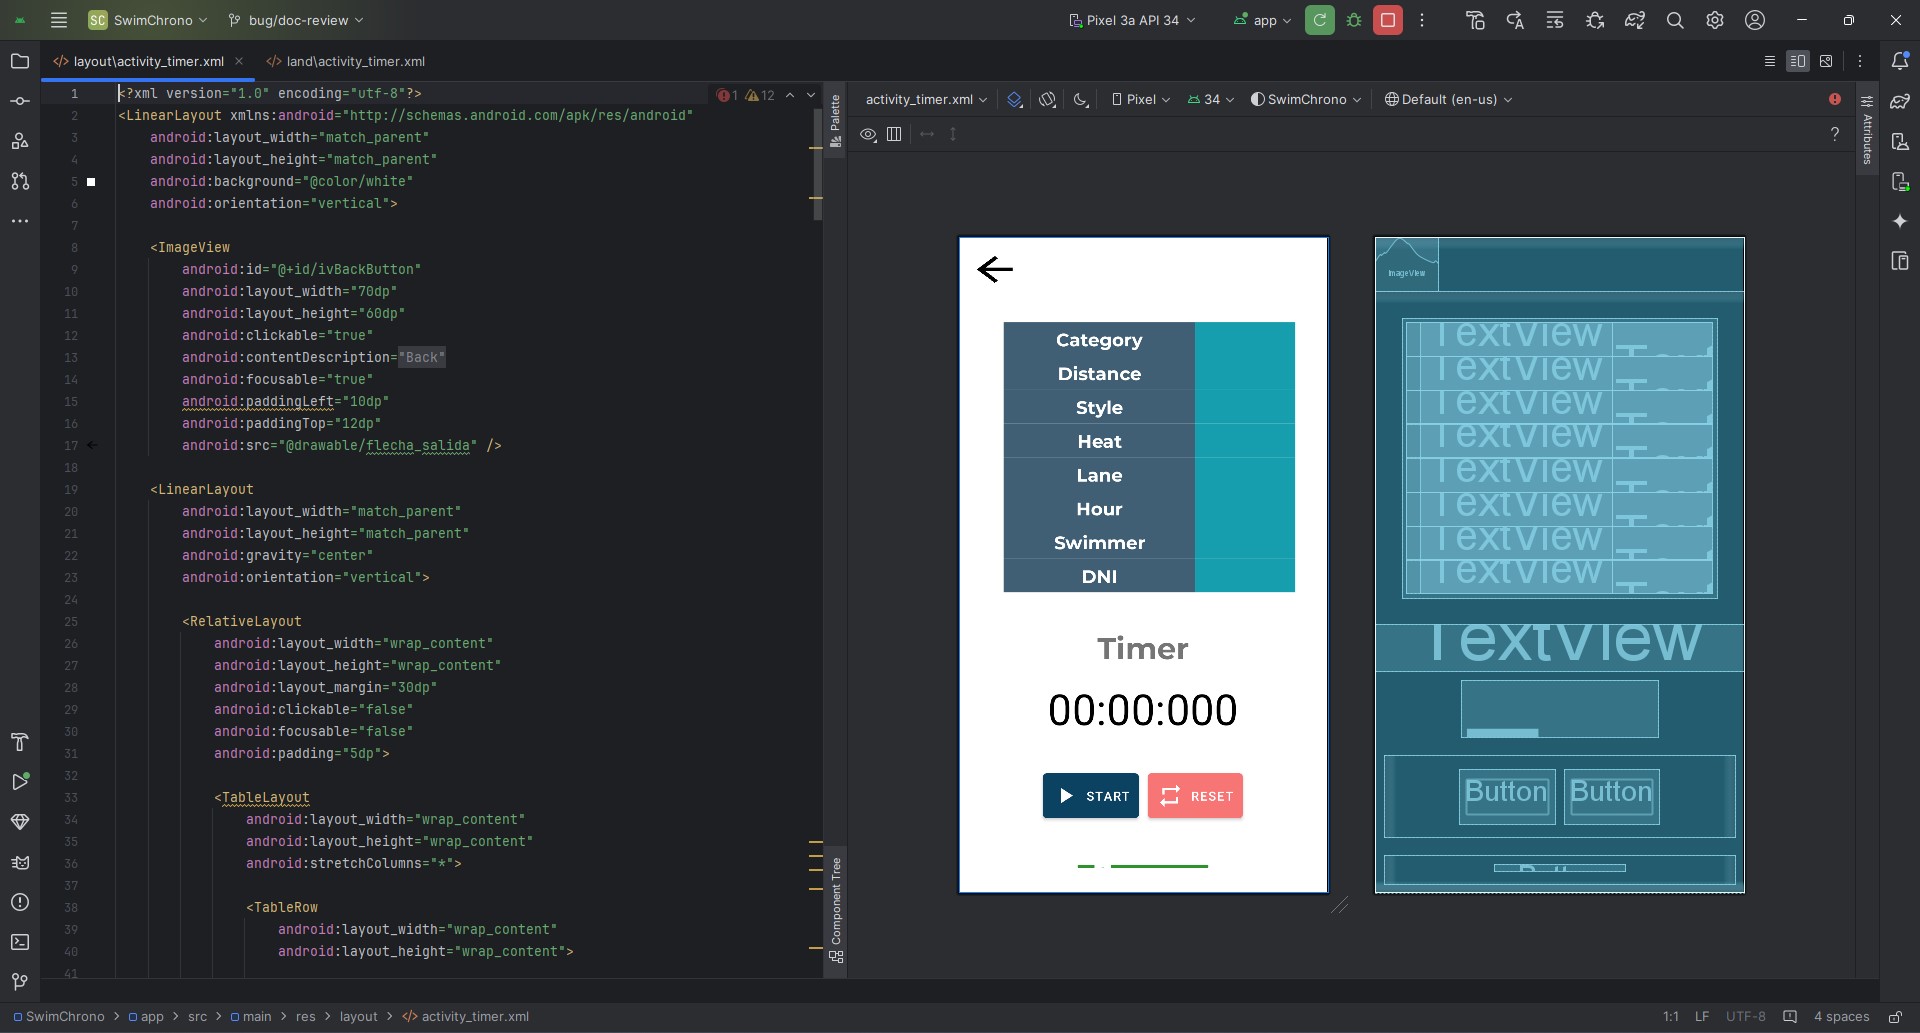 SC SwimChrono bug/doc-review Pixel 3a API 34 app
layout\activity_timer.xml land\activity_timer.xml
1 <?xml version="1.0" encoding="utf-8"?> 1 12
2 <LinearLayout xmlns:android="http://schemas.android.com/apk/res/android"
3 android:layout_width="match_parent"
4 android:layout_height="match_parent"
5 android:background="@color/white"
6 android:orientation="vertical">
7
8 <ImageView
9 android:id="@+id/ivBackButton"
10 android:layout_width="70dp"
11 android:layout_height="60dp"
12 android:clickable="true"
13 android:contentDescription="Back"
14 android:focusable="true"
15 android:paddingLeft="10dp"
16 android:paddingTop="12dp"
17 android:src="@drawable/flecha_salida" />
18
19 <LinearLayout
20 android:layout_width="match_parent"
21 android:layout_height="match_parent"
22 android:gravity="center"
23 android:orientation="vertical">
24
25 <RelativeLayout
26 android:layout_width="wrap_content"
27 android:layout_height="wrap_content"
28 android:layout_margin="30dp"
29 android:clickable="false"
30 android:focusable="false"
31 android:padding="5dp">
32
33 <TableLayout
34 android:layout_width="wrap_content"
35 android:layout_height="wrap_content"
36 android:stretchColumns="*">
37
38 <TableRow
39 android:layout_width="wrap_content"
40 android:layout_height="wrap_content">
41
Palette
Component Tree
activity_timer.xml Pixel 34 SwimChrono Default (en-us)
?
Attributes
Category
Distance
Style
Heat
Lane
Hour
Swimmer
DNI
Timer
00:00:000
START RESET
ImageView
TextView
TextView
TextView
TextView
TextView
TextView
TextView
TextView
TextView
Button Button
SwimChrono > app > src > main > res > layout > activity_timer.xml 1:1 LF UTF-8 4 spaces